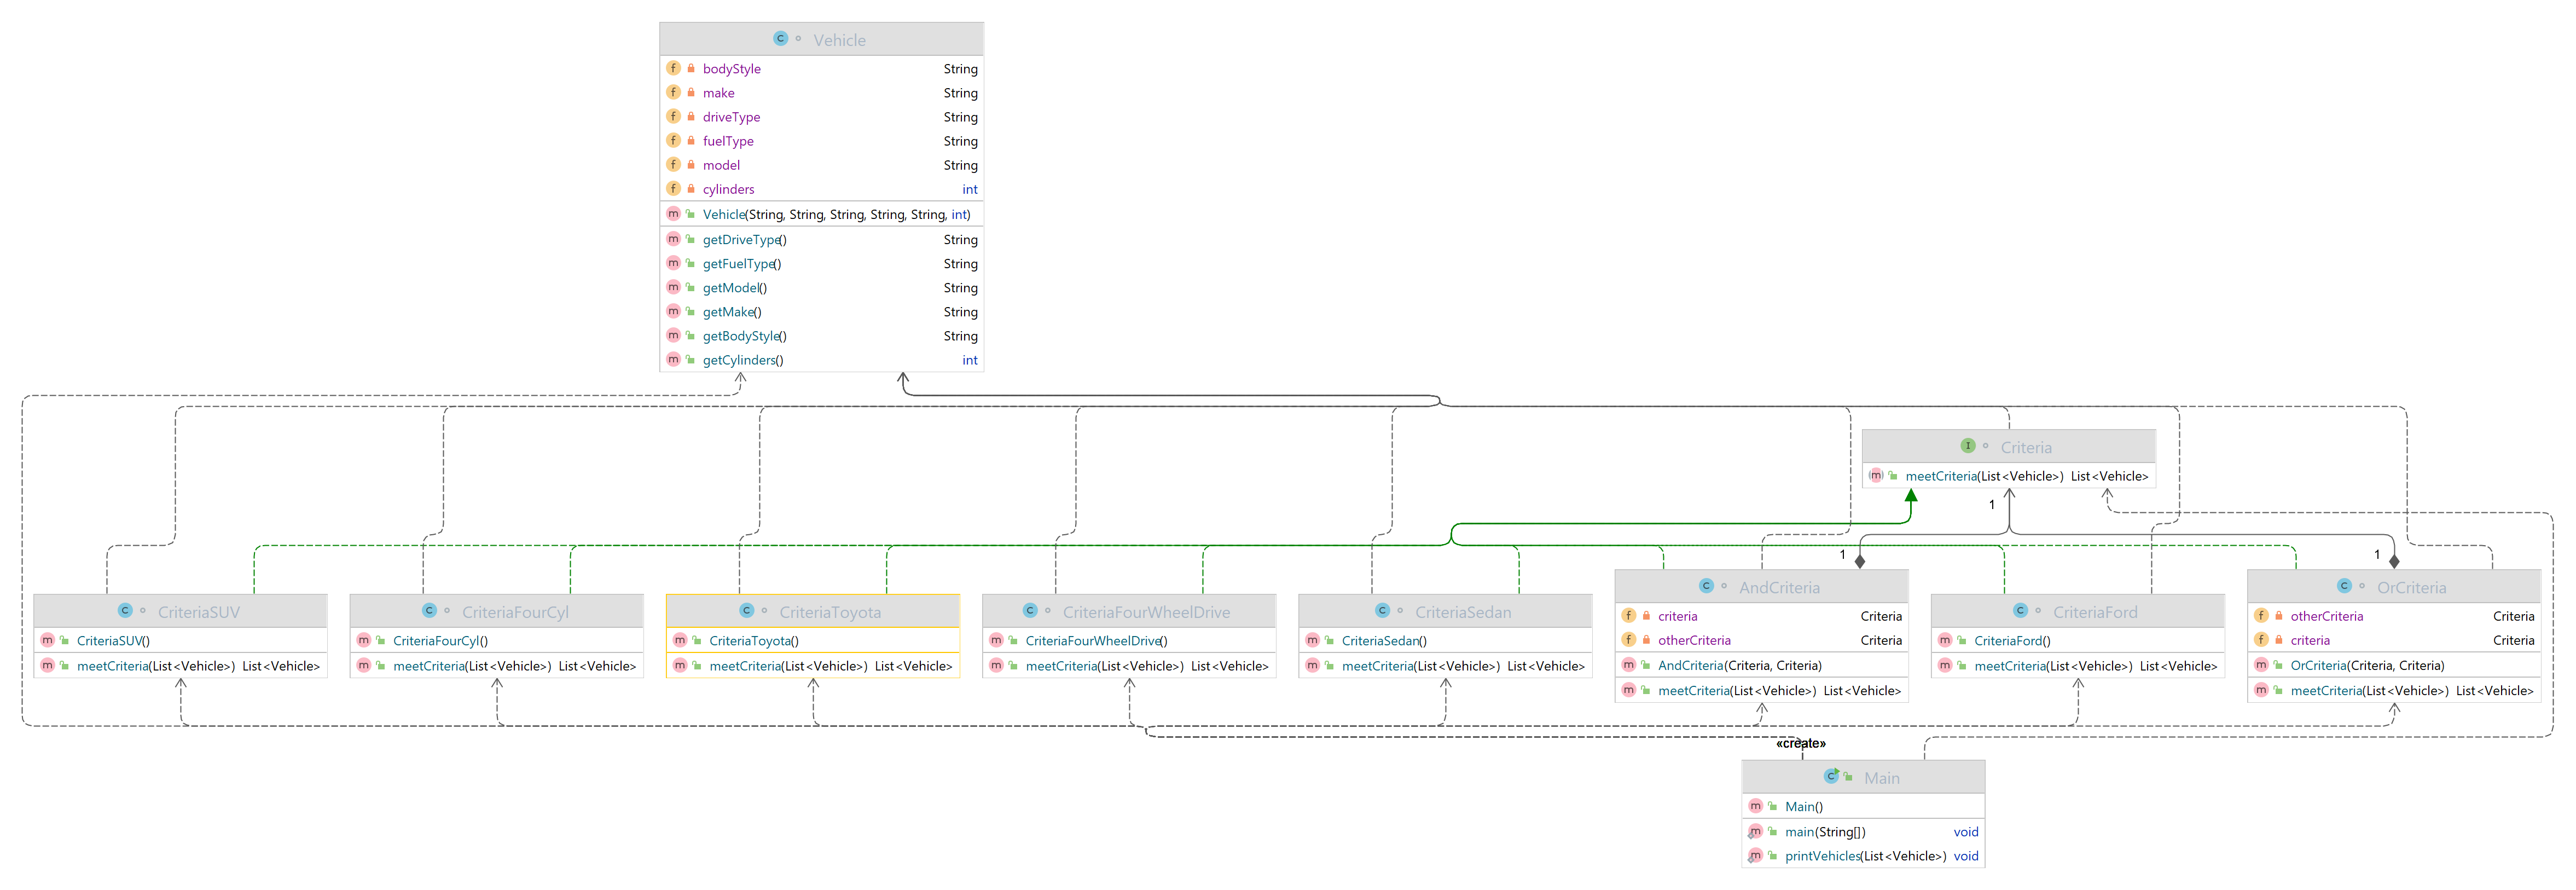 Vehicle
bodyStyle String
make String
driveType String
fuelType String
model String
cylinders int
Vehicle(String, String, String, String, String, int)
getDriveType() String
getFuelType() String
getModel() String
getMake() String
getBodyStyle() String
getCylinders() int
Criteria
meetCriteria(List<Vehicle>) List<Vehicle>
1
1
1
CriteriaSUV
CriteriaSUV()
meetCriteria(List<Vehicle>) List<Vehicle>
CriteriaFourCyl
CriteriaFourCyl()
meetCriteria(List<Vehicle>) List<Vehicle>
CriteriaToyota
CriteriaToyota()
meetCriteria(List<Vehicle>) List<Vehicle>
CriteriaFourWheelDrive
CriteriaFourWheelDrive()
meetCriteria(List<Vehicle>) List<Vehicle>
CriteriaSedan
CriteriaSedan()
meetCriteria(List<Vehicle>) List<Vehicle>
AndCriteria
criteria Criteria
otherCriteria Criteria
AndCriteria(Criteria, Criteria)
meetCriteria(List<Vehicle>) List<Vehicle>
CriteriaFord
CriteriaFord()
meetCriteria(List<Vehicle>) List<Vehicle>
OrCriteria
otherCriteria Criteria
criteria Criteria
OrCriteria(Criteria, Criteria)
meetCriteria(List<Vehicle>) List<Vehicle>
«create»
Main
Main()
main(String[]) void
printVehicles(List<Vehicle>) void